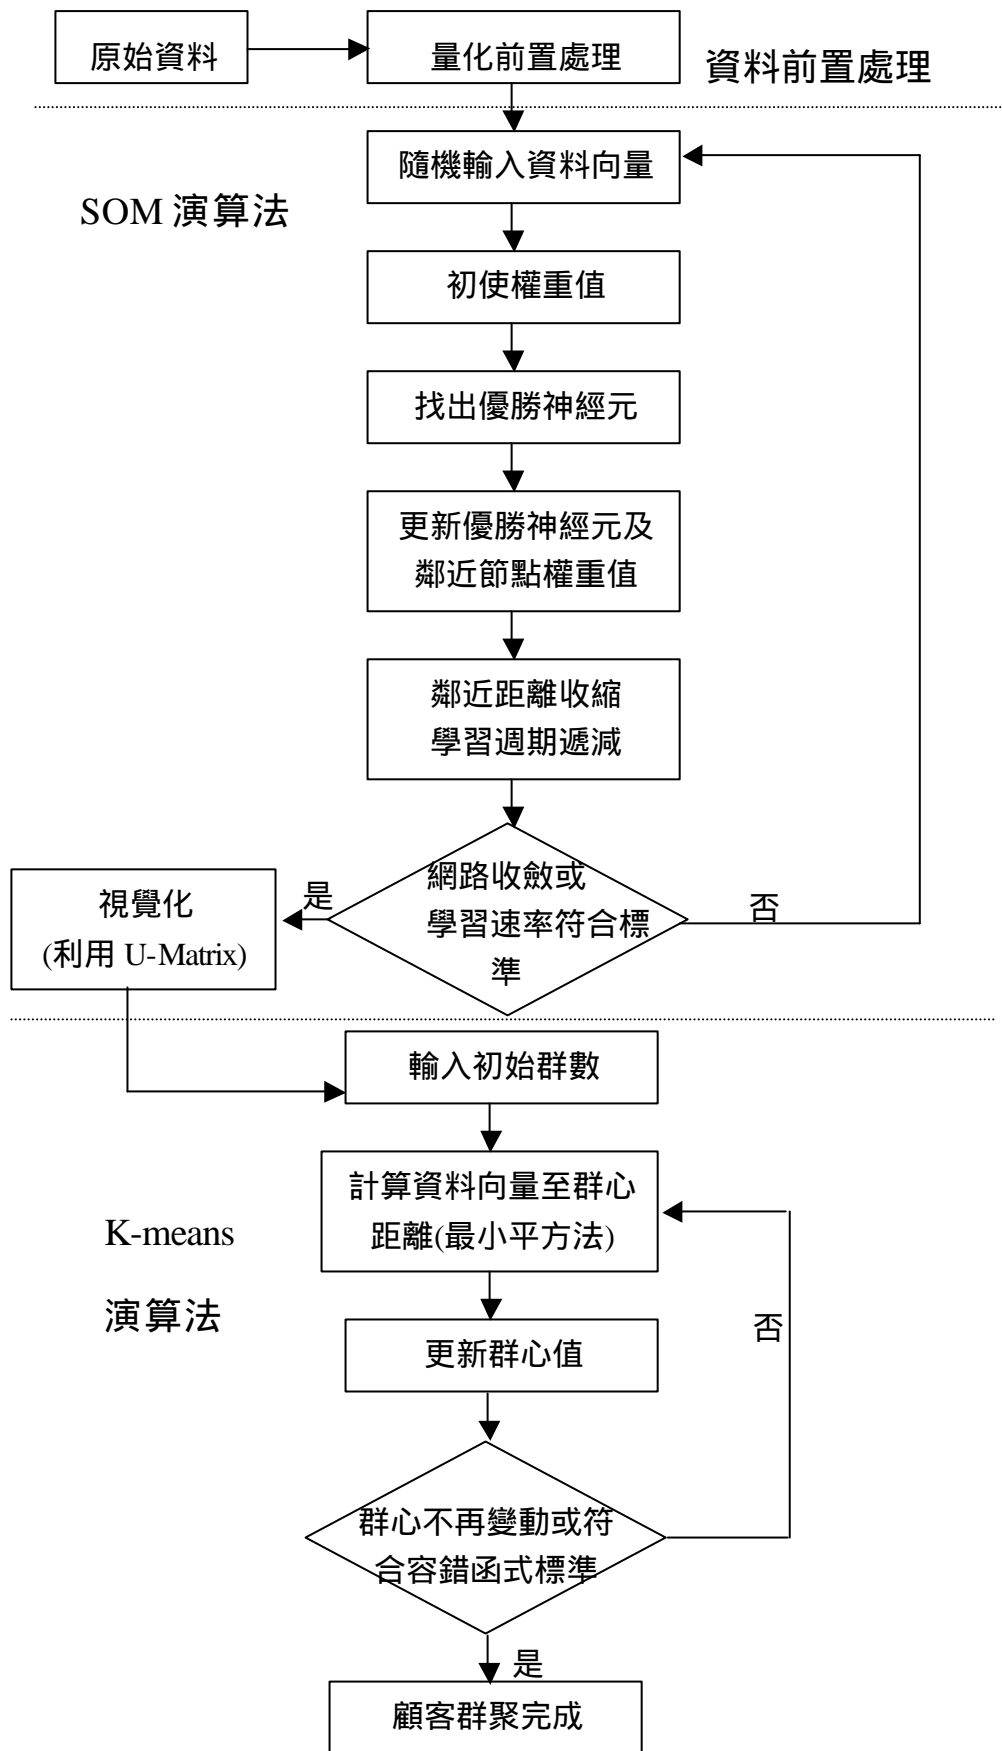 原始資料
量化前置處理
資料前置處理
隨機輸入資料向量
SOM 演算法
初使權重值
找出優勝神經元
更新優勝神經元及
鄰近節點權重值
鄰近距離收縮
學習週期遞減
網路收斂或
學習速率符合標
準
是
否
視覺化
(利用 U-Matrix)
輸入初始群數
計算資料向量至群心
距離(最小平方法)
K-means
演算法
更新群心值
否
群心不再變動或符
合容錯函式標準
是
顧客群聚完成